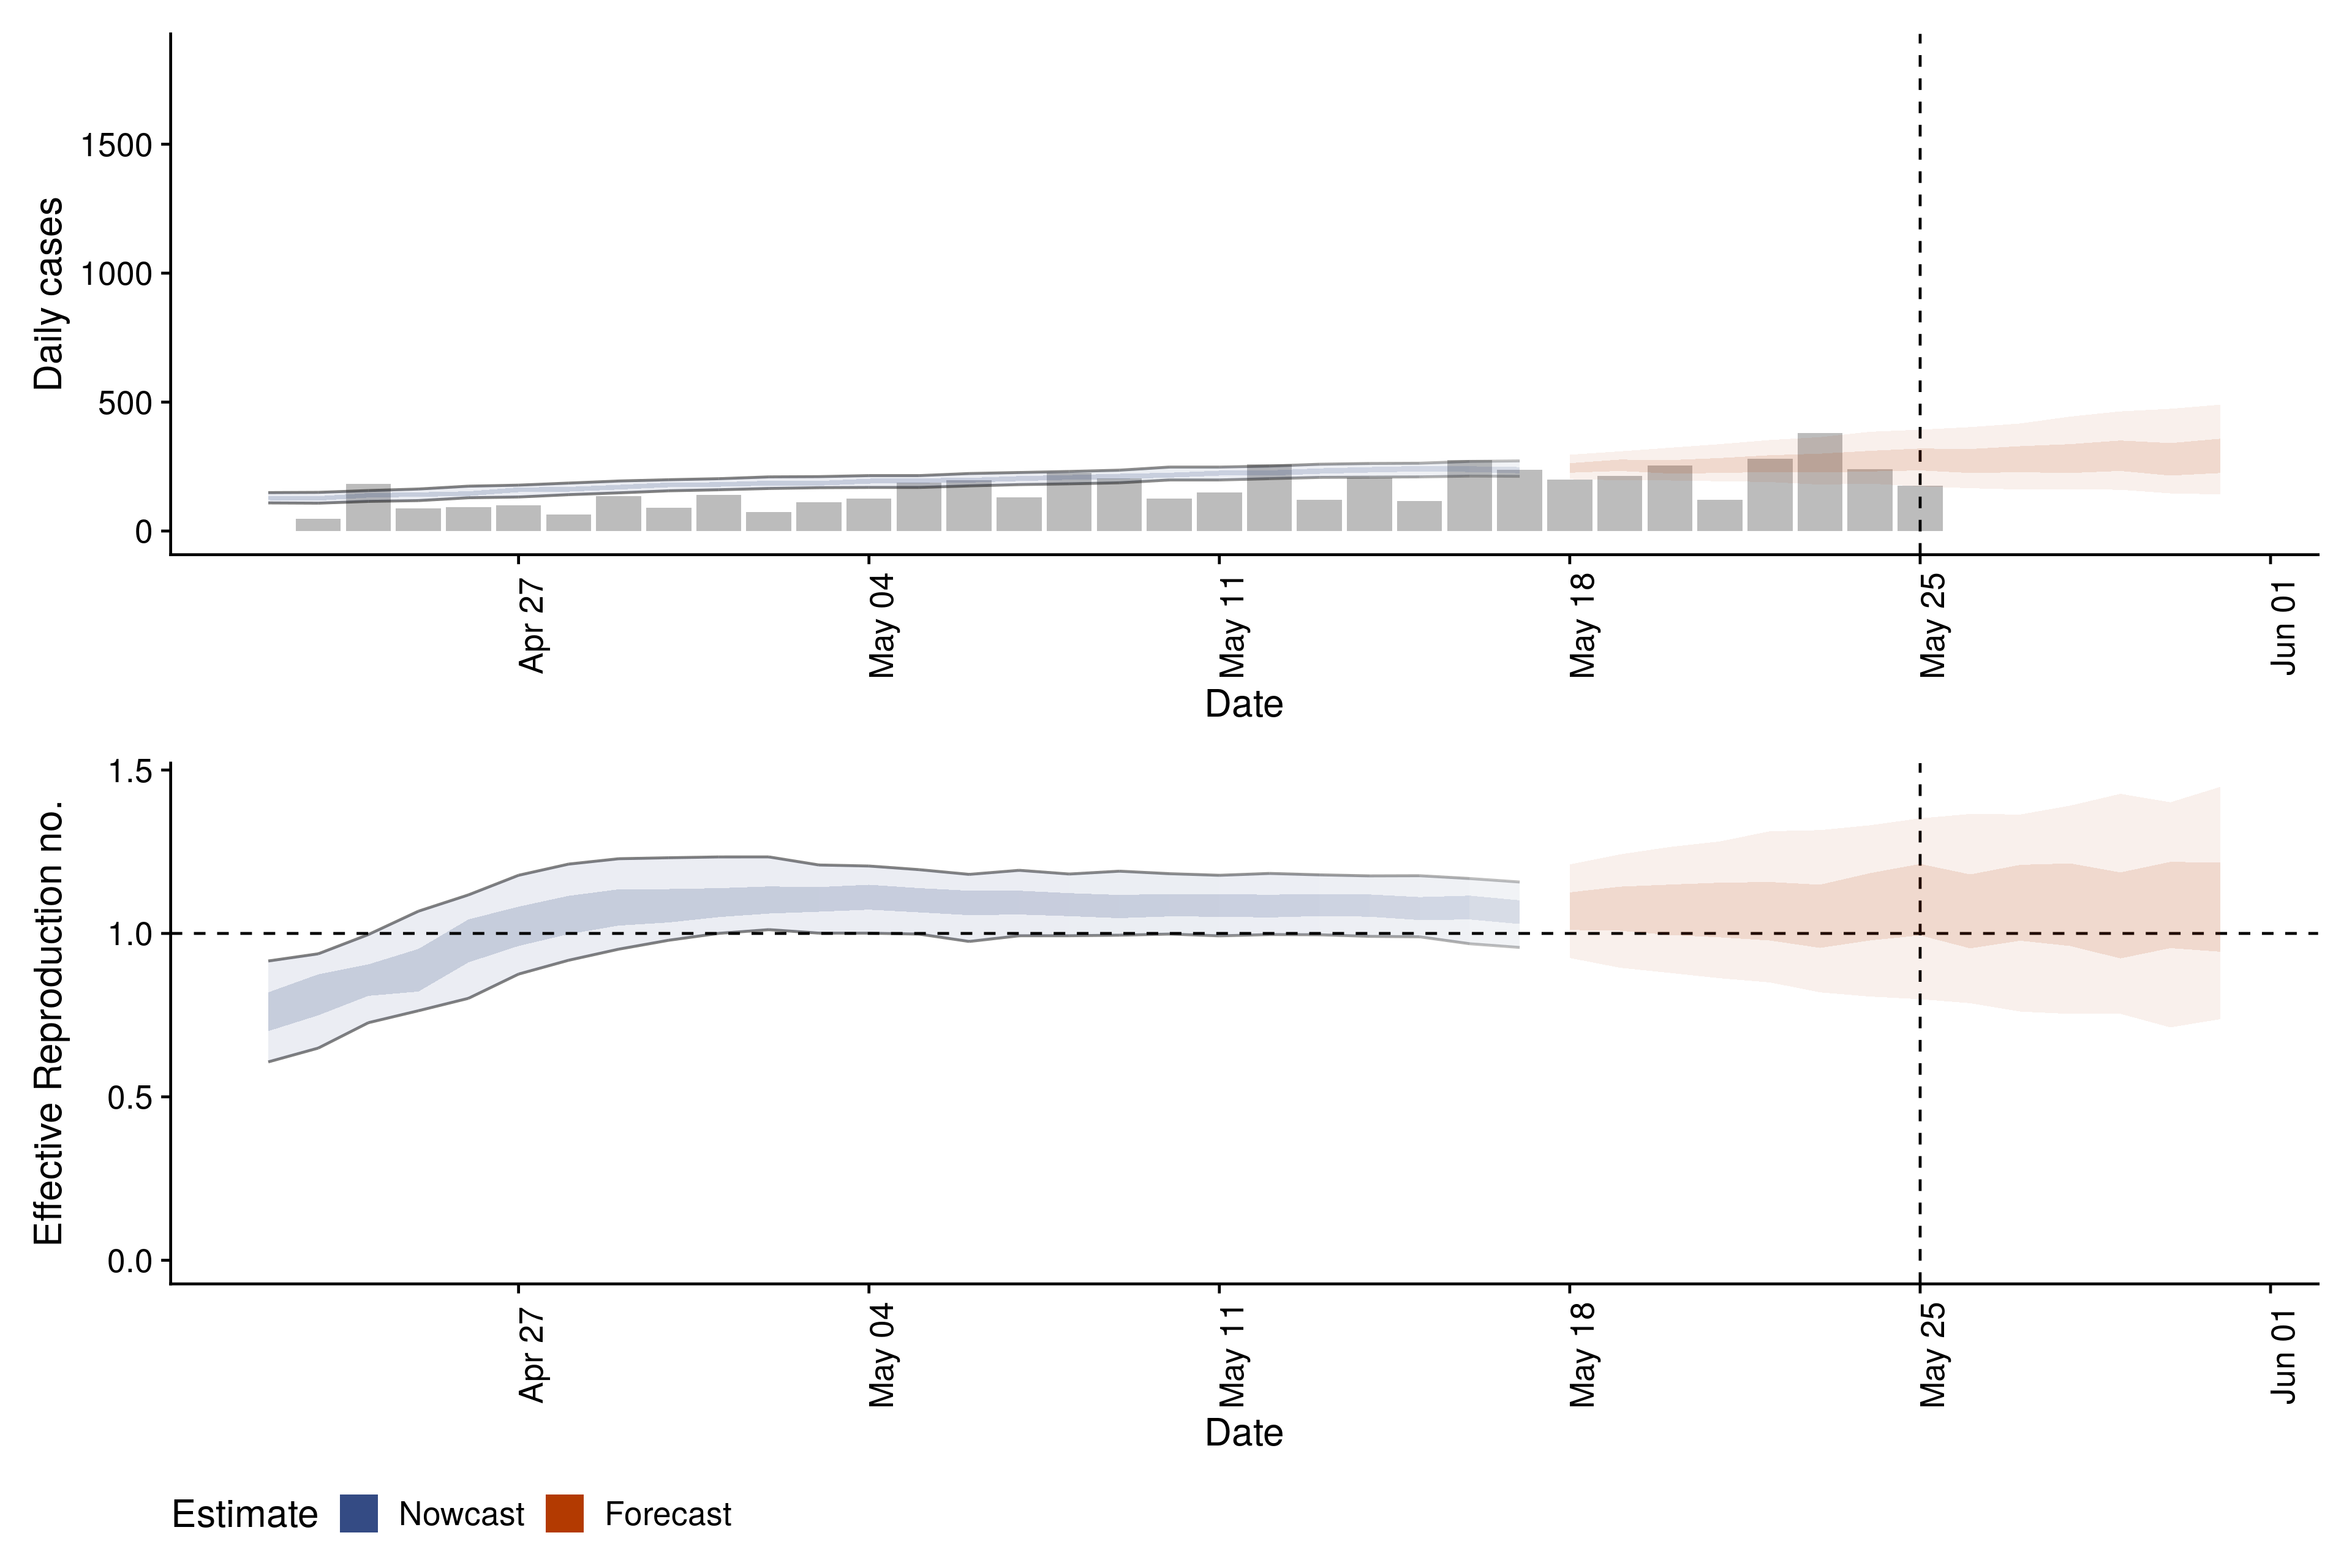 Daily cases
1500
1000
500
0
Apr 27
May 04
May 11
May 18
May 25
Jun 01
Date
Effective Reproduction no.
1.5
1.0
0.5
0.0
Apr 27
May 04
May 11
May 18
May 25
Jun 01
Date
Estimate Nowcast Forecast